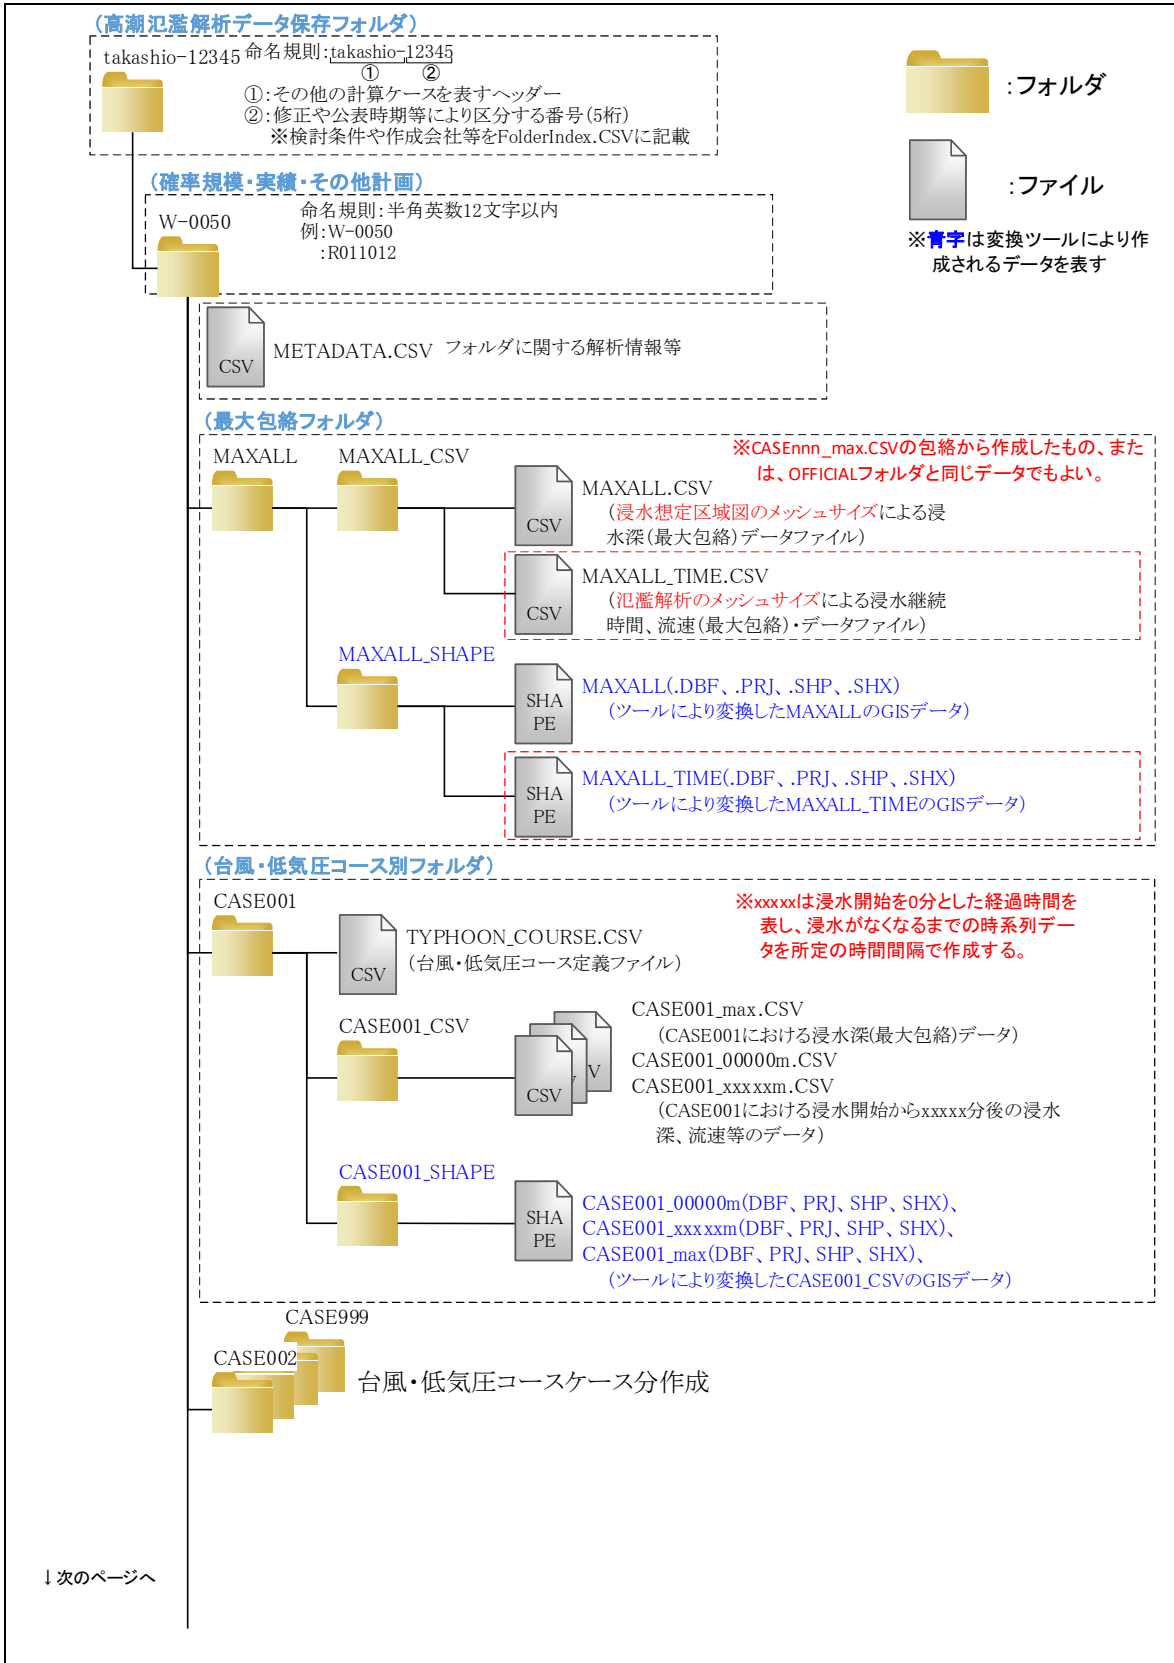 (高潮氾濫解析データ保存フォルダ)
takashio-12345
命名規則:takashio-12345
① ②
①:その他の計算ケースを表すヘッダー
②:修正や公表時期等により区分する番号(5桁)
※検討条件や作成会社等をFolderIndex.CSVに記載
:フォルダ
:ファイル
※青字は変換ツールにより作
成されるデータを表す
(確率規模・実績・その他計画)
W-0050
命名規則:半角英数12文字以内
例:W-0050
:R011012
CSV
METADATA.CSV フォルダに関する解析情報等
(最大包絡フォルダ)
MAXALL
MAXALL_CSV
※CASEnnn_max.CSVの包絡から作成したもの、また
は、OFFICIALフォルダと同じデータでもよい。
CSV
MAXALL.CSV
(浸水想定区域図のメッシュサイズによる浸
水深(最大包絡)データファイル)
CSV
MAXALL_TIME.CSV
(氾濫解析のメッシュサイズによる浸水継続
時間、流速(最大包絡)・データファイル)
MAXALL_SHAPE
SHA
PE
MAXALL(.DBF、.PRJ、.SHP、.SHX)
(ツールにより変換したMAXALLのGISデータ)
SHA
PE
MAXALL_TIME(.DBF、.PRJ、.SHP、.SHX)
(ツールにより変換したMAXALL_TIMEのGISデータ)
(台風・低気圧コース別フォルダ)
CASE001
※xxxxxは浸水開始を0分とした経過時間を
表し、浸水がなくなるまでの時系列デー
タを所定の時間間隔で作成する。
CSV
TYPHOON_COURSE.CSV
(台風・低気圧コース定義ファイル)
CASE001_CSV
CSV
V
V
CASE001_max.CSV
(CASE001における浸水深(最大包絡)データ)
CASE001_00000m.CSV
CASE001_xxxxxm.CSV
(CASE001における浸水開始からxxxxx分後の浸水
深、流速等のデータ)
CASE001_SHAPE
SHA
PE
CASE001_00000m(DBF、PRJ、SHP、SHX)、
CASE001_xxxxxm(DBF、PRJ、SHP、SHX)、
CASE001_max(DBF、PRJ、SHP、SHX)、
(ツールにより変換したCASE001_CSVのGISデータ)
CASE999
CASE002
台風・低気圧コースケース分作成
↓次のページへ